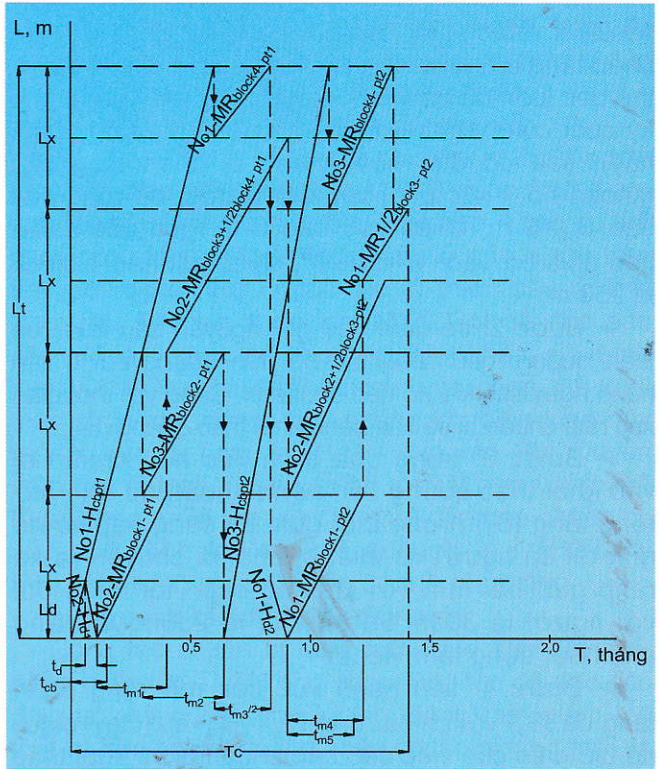 L, m
No1-MRblock4-pt1
No3-MRblock4-pt2
Lx
No2-MRblock3+1/2block4-pt1
No1-MR1/2block3-pt2
Lx
Lt
No2-MRblock2+1/2block3-pt2
No3-MRblock2-pt1
Lx
No1-Hcbpt1
No3-Hcbpt2
No2-MRblock1-pt1
No1-MRblock1-pt2
Lx
No1-Hd2
Ld
0,5
1,0
1,5
2,0
T, tháng
td
tcb
tm1
tm2
tm3/2
tm4
tm5
Tc